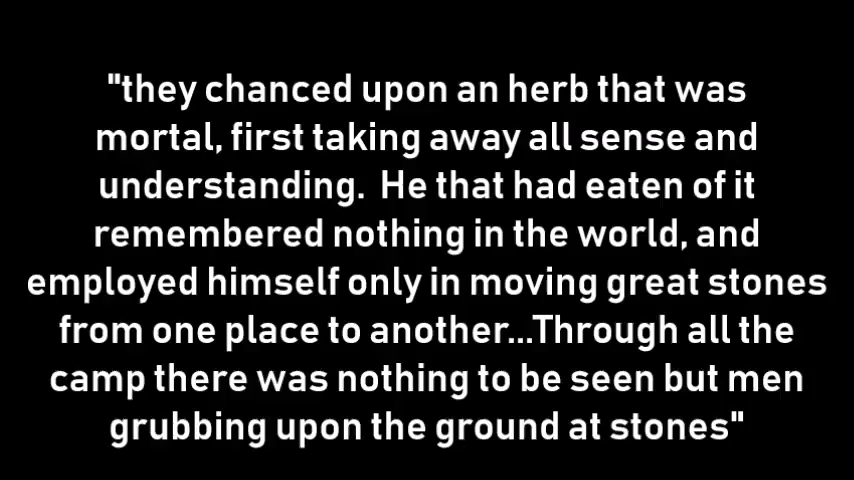 "they chanced upon an herb that was
mortal, first taking away all sense and
understanding.  He that had eaten of it
remembered nothing in the world, and
employed himself only in moving great stones
from one place to another...Through all the
camp there was nothing to be seen but men
grubbing upon the ground at stones"